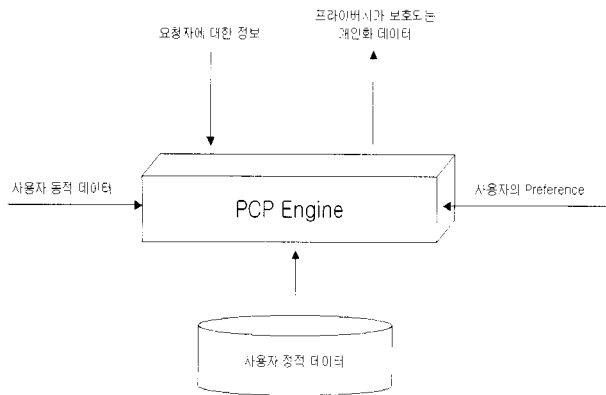 요청자에 대한 정보
프라이버시가 보호되는
개인화 데이터
사용자 동적 데이터
PCP Engine
사용자의 Preference
사용자 정적 데이터